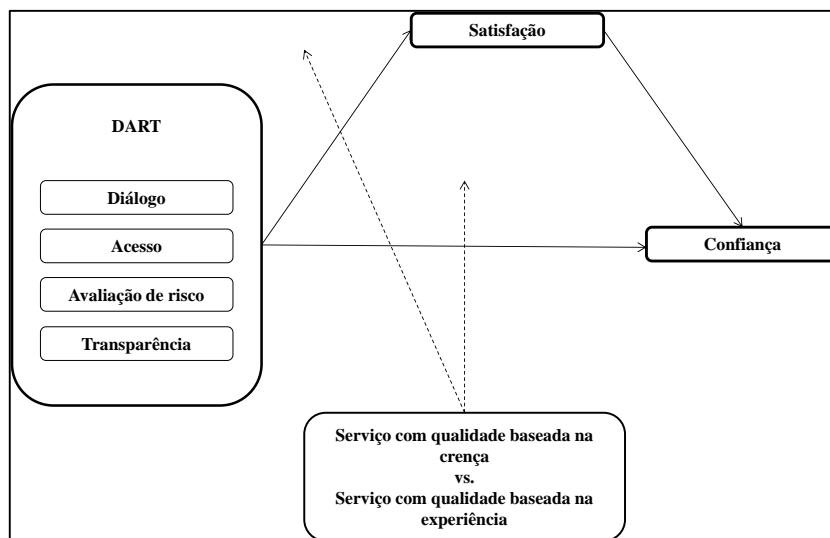 Satisfação
DART
Diálogo
Acesso
Avaliação de risco
Transparência
Confiança
Serviço com qualidade baseada na
crença
vs.
Serviço com qualidade baseada na
experiência